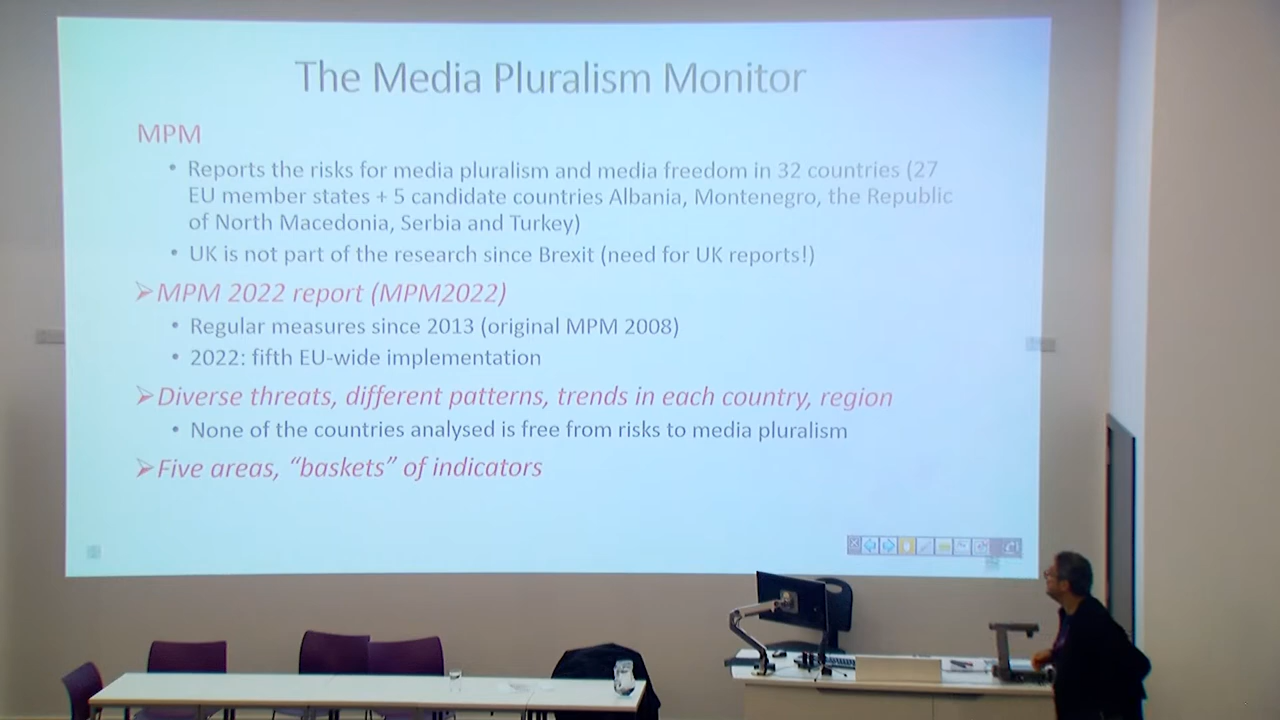 The Media Pluralism Monitor
MPM
• Reports the risks for media pluralism and media freedom in 32 countries (27
EU member states + 5 candidate countries Albania, Montenegro, the Republic
of North Macedonia, Serbia and Turkey)
• UK is not part of the research since Brexit (need for UK reports!)
➢MPM 2022 report (MPM2022)
• Regular measures since 2013 (original MPM 2008)
• 2022: fifth EU-wide implementation
➢Diverse threats, different patterns, trends in each country, region
• None of the countries analysed is free from risks to media pluralism
➢Five areas, “baskets” of indicators